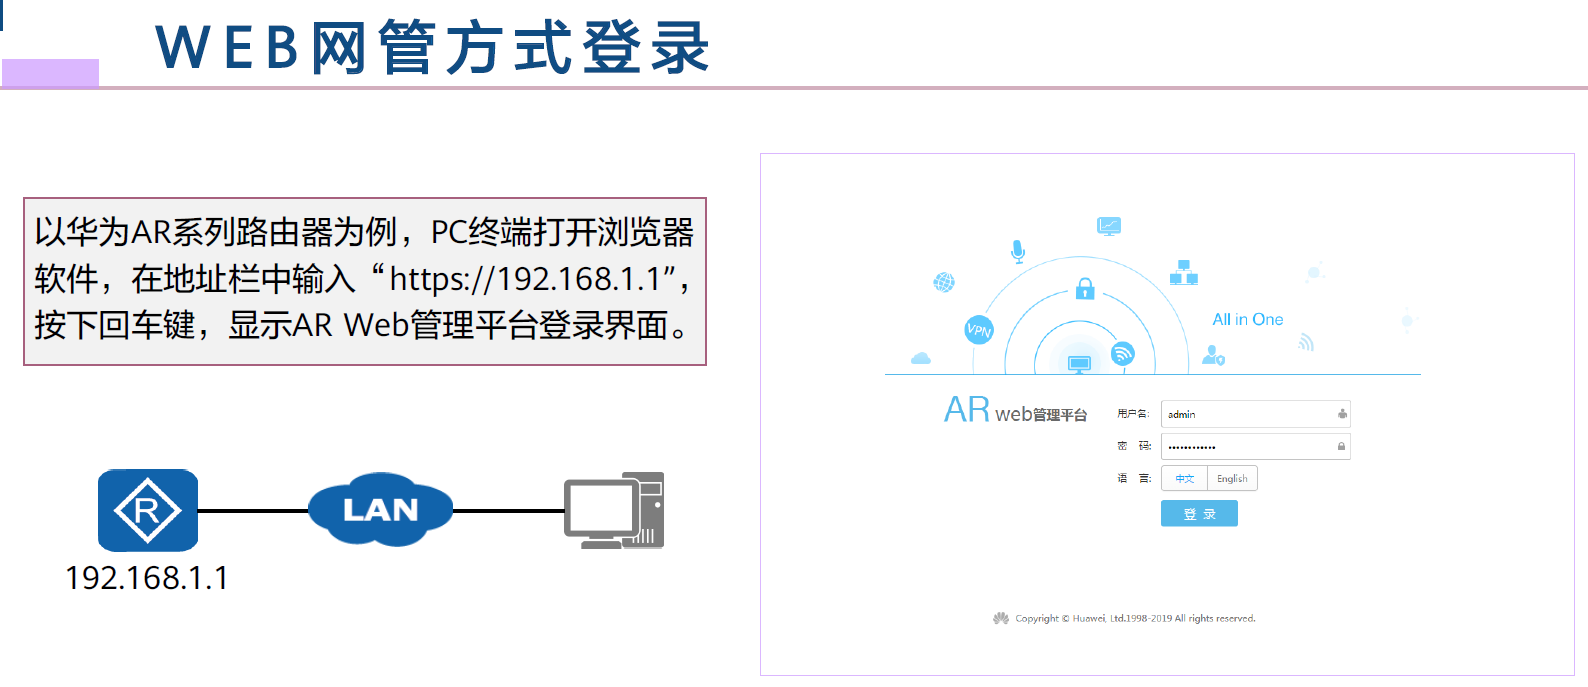 WEB网管方式登录
以华为AR系列路由器为例，PC终端打开浏览器
软件，在地址栏中输入“https://192.168.1.1”，
按下回车键，显示AR Web管理平台登录界面。
R
LAN
192.168.1.1
VPN
All in One
AR web管理平台
用户名:
admin
密 码:
••••••••••••
语 言:
中文
English
登 录
Copyright © Huawei, Ltd.1998-2019 All rights reserved.